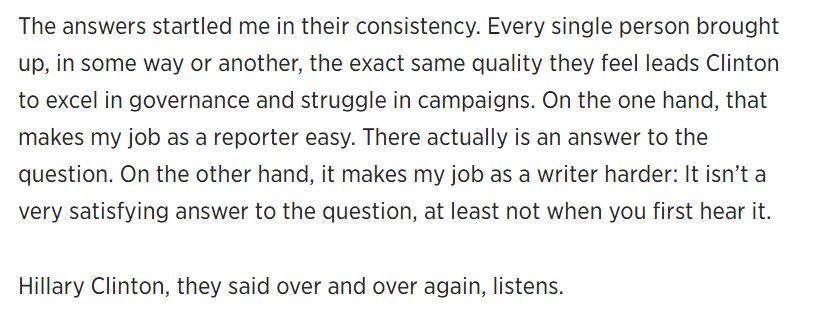 The answers startled me in their consistency. Every single person brought
up, in some way or another, the exact same quality they feel leads Clinton
to excel in governance and struggle in campaigns. On the one hand, that
makes my job as a reporter easy. There actually is an answer to the
question. On the other hand, it makes my job as a writer harder: It isn’t a
very satisfying answer to the question, at least not when you first hear it.
Hillary Clinton, they said over and over again, listens.